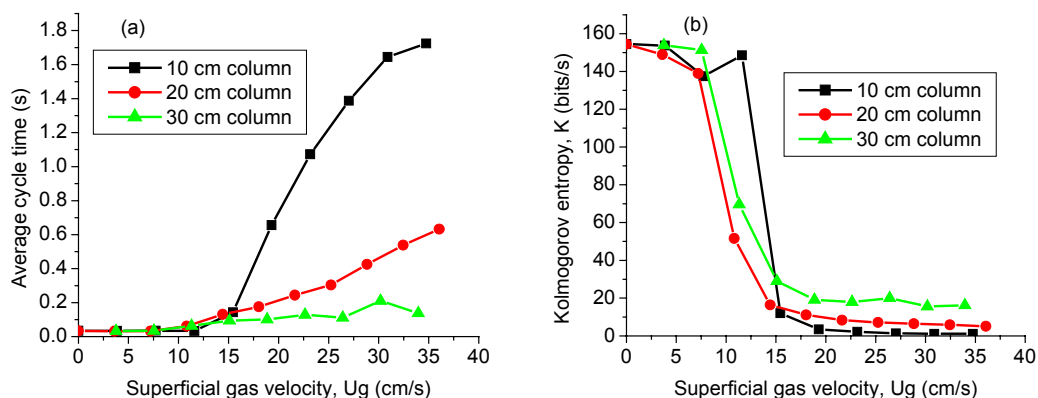 (a)
1.8
1.6
1.4
1.2
1.0
0.8
0.6
0.4
0.2
0.0
Average cycle time (s)
10 cm column
20 cm column
30 cm column
0 5 10 15 20 25 30 35 40
Superficial gas velocity, Ug (cm/s)
(b)
160
140
120
100
80
60
40
20
0
Kolmogorov entropy, K (bits/s)
10 cm column
20 cm column
30 cm column
0 5 10 15 20 25 30 35 40
Superficial gas velocity, Ug (cm/s)